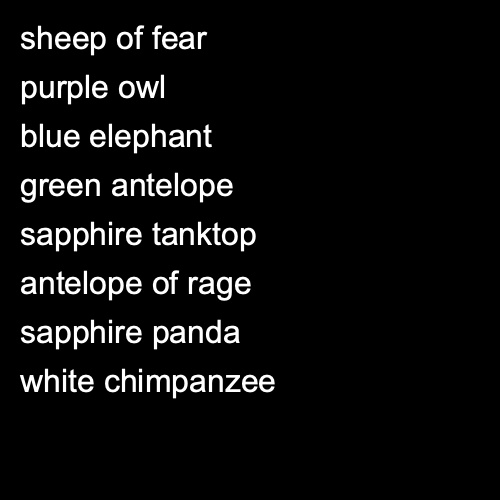 sheep of fear
purple owl
blue elephant
green antelope
sapphire tanktop
antelope of rage
sapphire panda
white chimpanzee